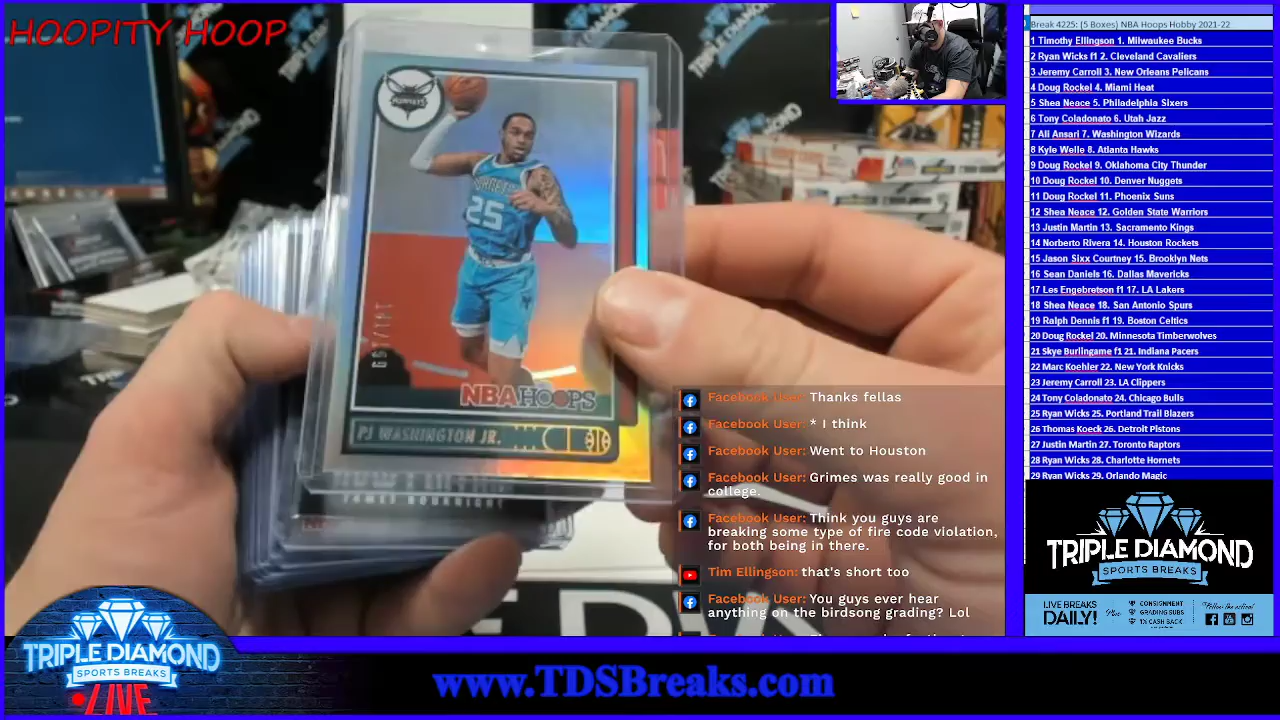 HOOPITY HOOP
HORNETS
HORNETS
25
NBA HOOPS
PJ WASHINGTON JR.
JAMES BOUKNIGHT
Facebook User: Thanks fellas
Facebook User: * I think
Facebook User: Went to Houston
Facebook User: Grimes was really good in
college.
Facebook User: Think you guys are
breaking some type of fire code violation,
for both being in there.
Tim Ellingson: that's short too
Facebook User: You guys ever hear
anything on the birdsong grading? Lol
Break 4225: (5 Boxes) NBA Hoops Hobby 2021-22
1 Timothy Ellingson 1. Milwaukee Bucks
2 Ryan Wicks f1 2. Cleveland Cavaliers
3 Jeremy Carroll 3. New Orleans Pelicans
4 Doug Rockel 4. Miami Heat
5 Shea Neace 5. Philadelphia Sixers
6 Tony Coladonato 6. Utah Jazz
7 Ali Ansari 7. Washington Wizards
8 Kyle Welle 8. Atlanta Hawks
9 Doug Rockel 9. Oklahoma City Thunder
10 Doug Rockel 10. Denver Nuggets
11 Doug Rockel 11. Phoenix Suns
12 Shea Neace 12. Golden State Warriors
13 Justin Martin 13. Sacramento Kings
14 Norberto Rivera 14. Houston Rockets
15 Jason Sixx Courtney 15. Brooklyn Nets
16 Sean Daniels 16. Dallas Mavericks
17 Les Engebretson f1 17. LA Lakers
18 Shea Neace 18. San Antonio Spurs
19 Ralph Dennis f1 19. Boston Celtics
20 Doug Rockel 20. Minnesota Timberwolves
21 Skye Burlingame f1 21. Indiana Pacers
22 Marc Koehler 22. New York Knicks
23 Jeremy Carroll 23. LA Clippers
24 Tony Coladonato 24. Chicago Bulls
25 Ryan Wicks 25. Portland Trail Blazers
26 Thomas Koeck 26. Detroit Pistons
27 Justin Martin 27. Toronto Raptors
28 Ryan Wicks 28. Charlotte Hornets
29 Ryan Wicks 29. Orlando Magic
TRIPLE DIAMOND
SPORTS BREAKS
LIVE BREAKS
DAILY!
Plus
CONSIGNMENT
GRADING SUBS
1% CASH BACK
Follow the action!
TRIPLE DIAMOND
SPORTS BREAKS
LIVE
www.TDSBreaks.com